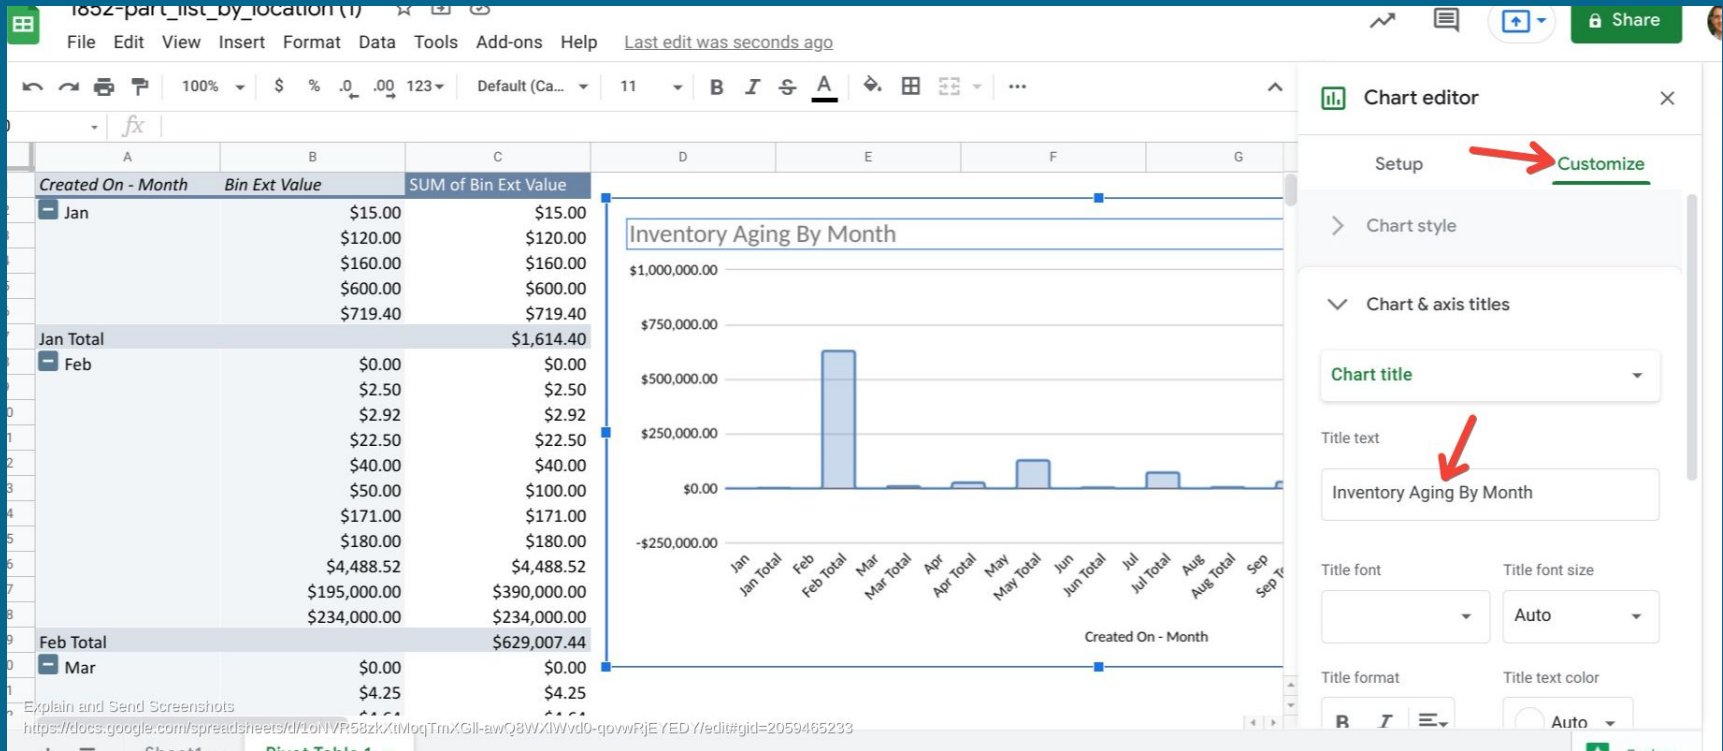 1852-part_list_by_location (1)
File Edit View Insert Format Data Tools Add-ons Help Last edit was seconds ago
Share
100% $ % .0 .00 123 Default (Ca... 11 B I S A ...
fx
Chart editor
Setup Customize
A B C D E F G
Created On - Month Bin Ext Value SUM of Bin Ext Value
Jan $15.00 $15.00
$120.00 $120.00
$160.00 $160.00
$600.00 $600.00
$719.40 $719.40
Jan Total $1,614.40
Feb $0.00 $0.00
$2.50 $2.50
$2.92 $2.92
$22.50 $22.50
$40.00 $40.00
$50.00 $100.00
$171.00 $171.00
$180.00 $180.00
$4,488.52 $4,488.52
$195,000.00 $390,000.00
$234,000.00 $234,000.00
Feb Total $629,007.44
Mar $0.00 $0.00
$4.25 $4.25
$4.64 $4.64
Inventory Aging By Month
$1,000,000.00
$750,000.00
$500,000.00
$250,000.00
$0.00
-$250,000.00
Jan
Jan Total
Feb
Feb Total
Mar
Mar Total
Apr
Apr Total
May
May Total
Jun
Jun Total
Jul
Jul Total
Aug
Aug Total
Sep
Sep
Created On - Month
Chart style
Chart & axis titles
Chart title
Title text
Inventory Aging By Month
Title font Title font size
Auto
Title format Title text color
B I Auto
Explain and Send Screenshots
Sheet1 Pivot Table 1